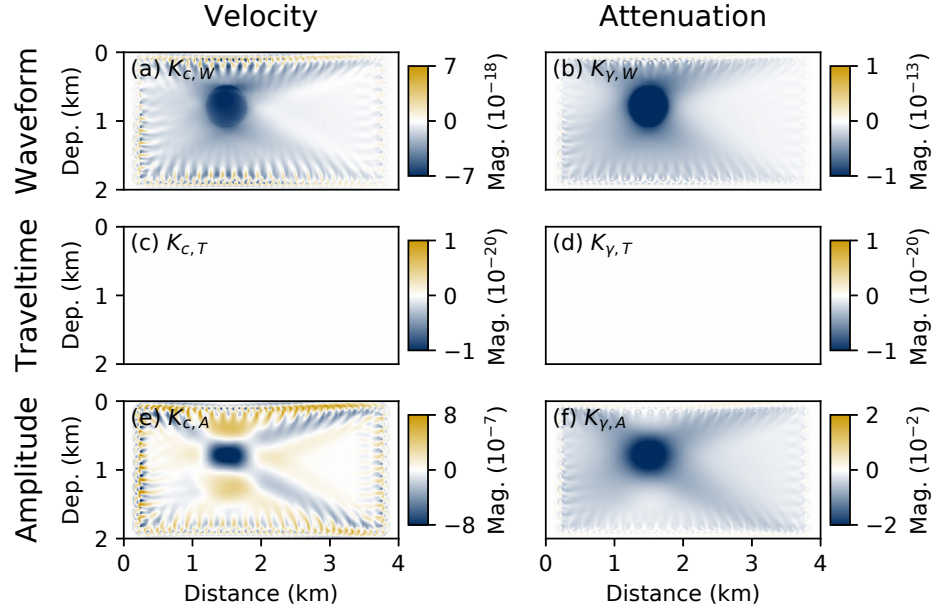 Velocity
Attenuation
Waveform
Dep. (km)
0
1
2
(a) K_{c,W}
7
0
−7
Mag. (10^{−18})
(b) K_{γ,W}
1
0
−1
Mag. (10^{−13})
Traveltime
Dep. (km)
0
1
2
(c) K_{c,T}
1
0
−1
Mag. (10^{−20})
(d) K_{γ,T}
1
0
−1
Mag. (10^{−20})
Amplitude
Dep. (km)
0
1
2
(e) K_{c,A}
8
0
−8
Mag. (10^{−7})
(f) K_{γ,A}
2
0
−2
Mag. (10^{−2})
0 1 2 3 4
Distance (km)
0 1 2 3 4
Distance (km)